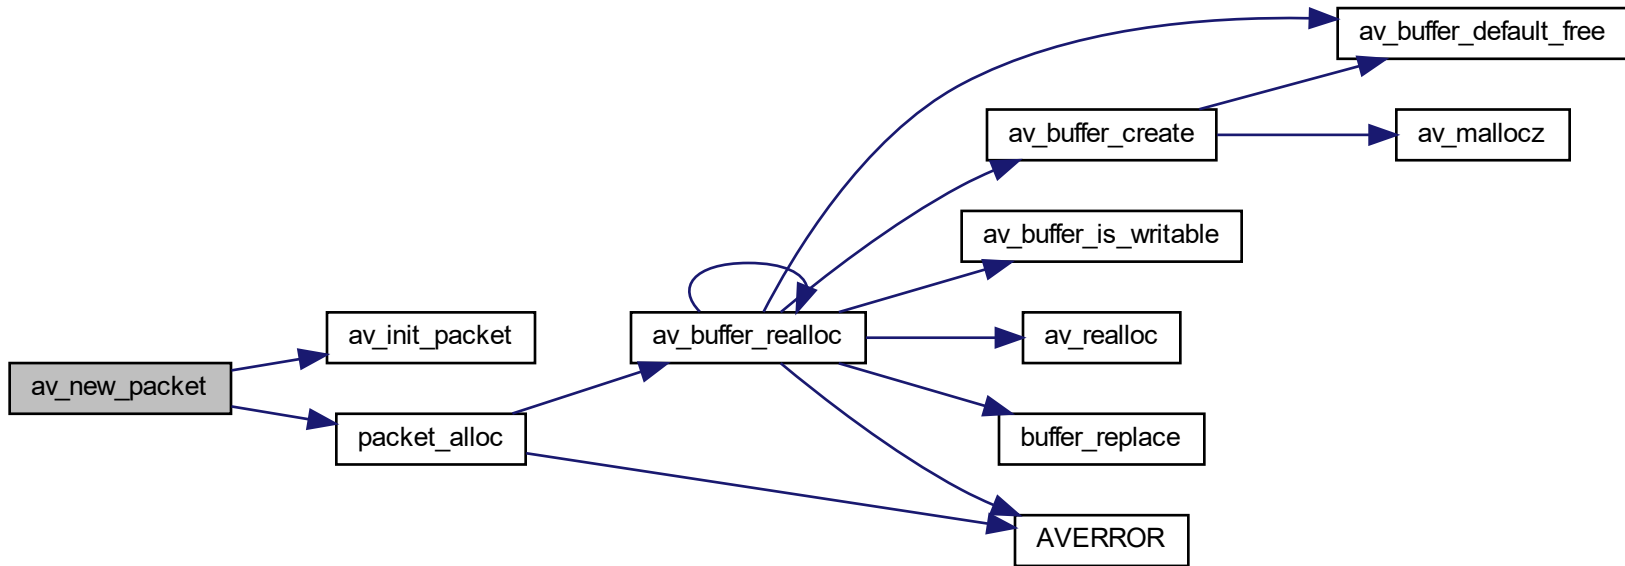 av_buffer_default_free
av_buffer_create
av_mallocz
av_buffer_is_writable
av_init_packet
av_buffer_realloc
av_realloc
av_new_packet
packet_alloc
buffer_replace
AVERROR